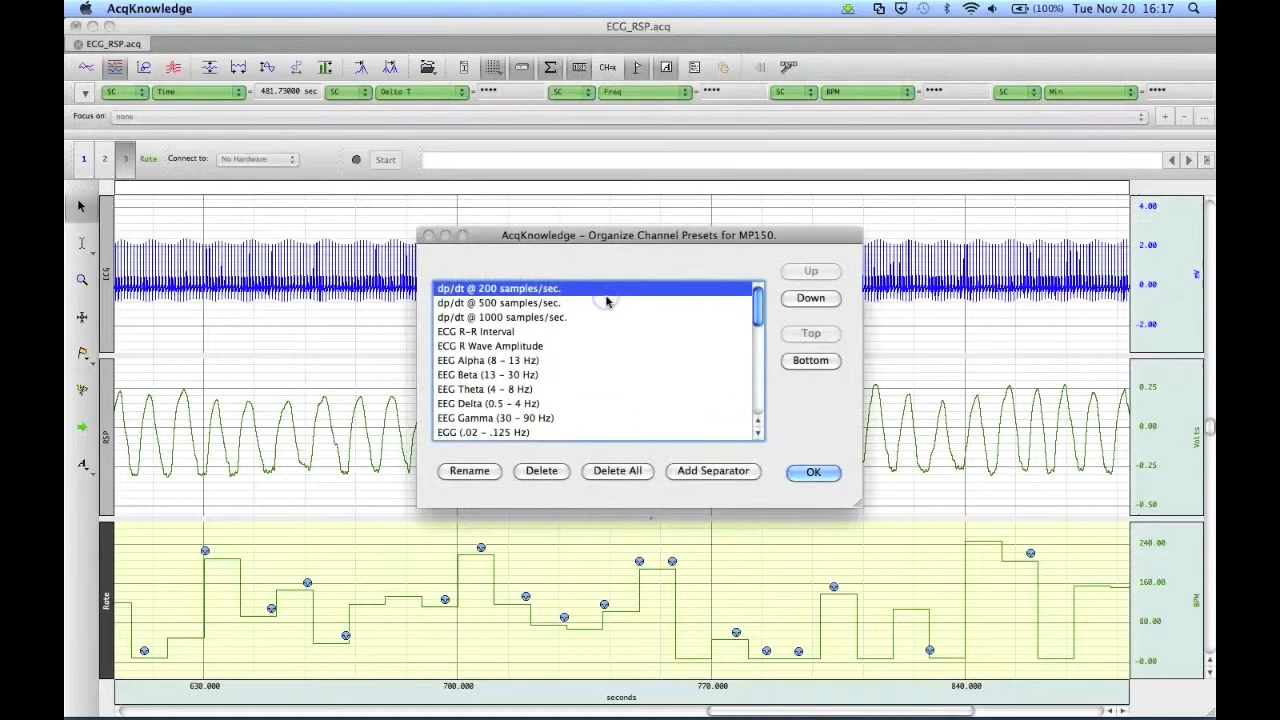 AcqKnowledge (100%) Tue Nov 20 16:17
ECG_RSP.acq
ECG_RSP.acq
CH=x
SC Time = 481.73000 sec SC Delta T = **** SC Freq = **** SC BPM = **** SC Min = ****
Focus on: none + - ...
1 2 3 Rate Connect to: No Hardware Start
ECG
4.00
2.00
0.00
-2.00
mV
AcqKnowledge – Organize Channel Presets for MP150.
dp/dt @ 200 samples/sec.
dp/dt @ 500 samples/sec.
dp/dt @ 1000 samples/sec.
ECG R-R Interval
ECG R Wave Amplitude
EEG Alpha (8 – 13 Hz)
EEG Beta (13 – 30 Hz)
EEG Theta (4 – 8 Hz)
EEG Delta (0.5 – 4 Hz)
EEG Gamma (30 – 90 Hz)
EGG (.02 – .125 Hz)
Up
Down
Top
Bottom
Rename Delete Delete All Add Separator OK
RSP
0.25
0.00
-0.25
-0.50
Volts
Rate
240.00
160.00
80.00
-0.00
BPM
630.000 700.000 770.000 840.000
seconds